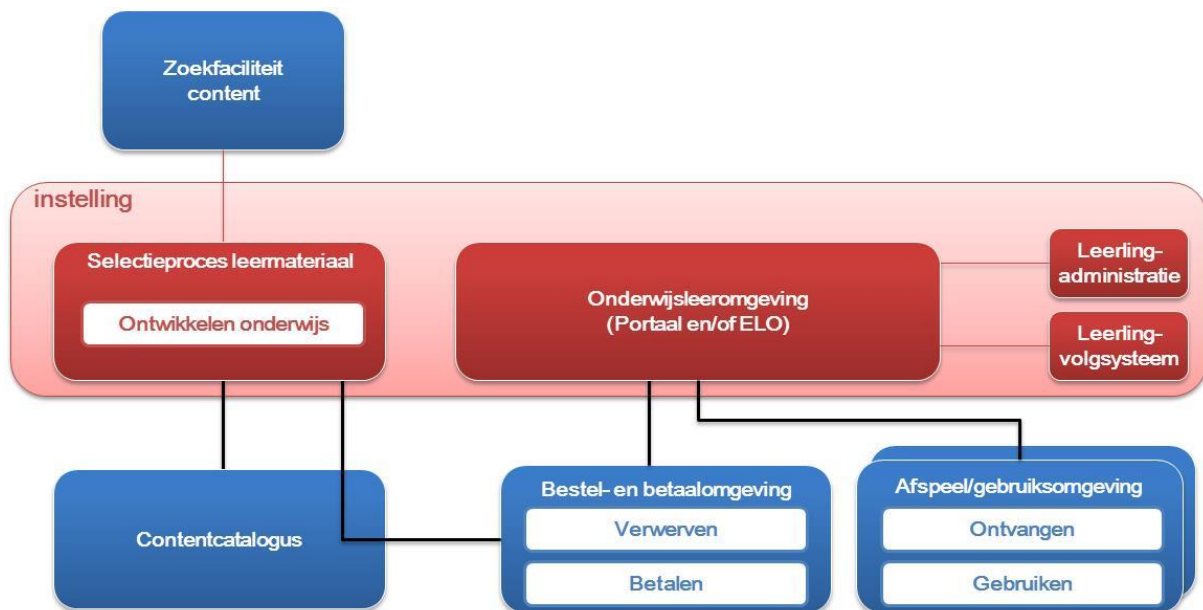 Zoekfaciliteit
content
instelling
Selectieproces leermateriaal
Ontwikkelen onderwijs
Onderwijsleeromgeving
(Portaal en/of ELO)
Leerling-
administratie
Leerling-
volgsysteem
Contentcatalogus
Bestel- en betaalomgeving
Verwerven
Betalen
Afspeel/gebruiksomgeving
Ontvangen
Gebruiken